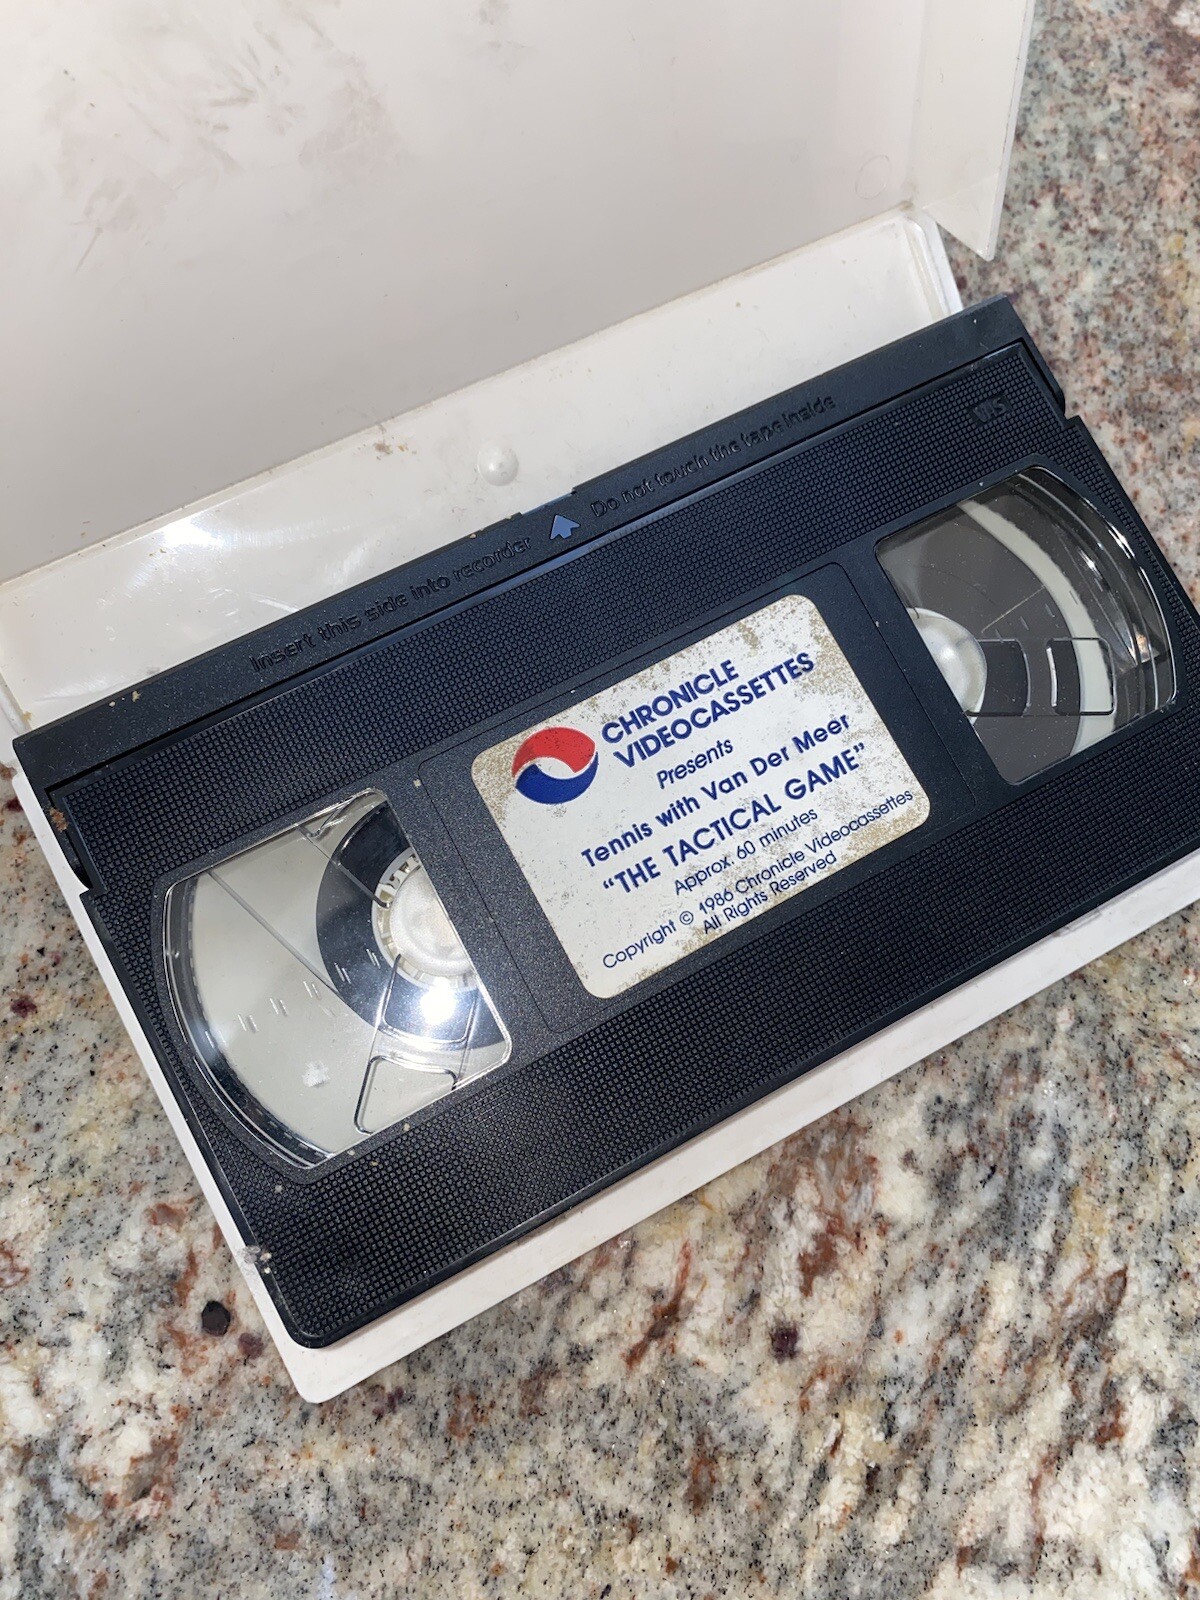 Insert this side into recorder Do not touch the tape inside
VHS
CHRONICLE
VIDEOCASSETTES
Presents
Tennis with Van Der Meer
“THE TACTICAL GAME”
Approx. 60 minutes
Copyright © 1986 Chronicle Videocassettes
All Rights Reserved